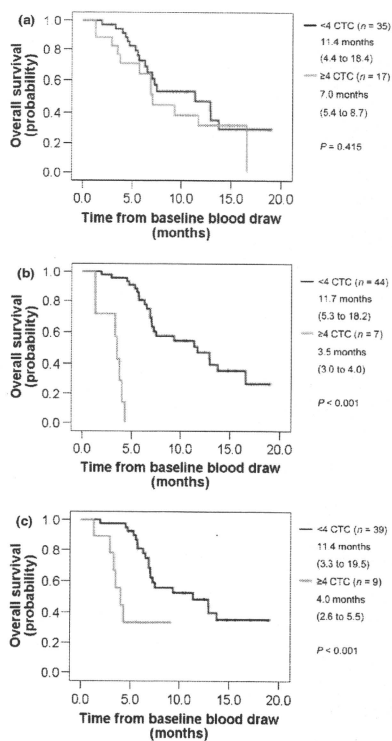 (a)
Overall survival
(probability)
1.0
0.8
0.6
0.4
0.2
0.0
0.0 5.0 10.0 15.0 20.0
Time from baseline blood draw
(months)
<4 CTC (n = 35)
11.4 months
(4.4 to 18.4)
≥4 CTC (n = 17)
7.0 months
(5.4 to 8.7)
P = 0.415
(b)
Overall survival
(probability)
1.0
0.8
0.6
0.4
0.2
0.0
0.0 5.0 10.0 15.0 20.0
Time from baseline blood draw
(months)
<4 CTC (n = 44)
11.7 months
(5.3 to 18.2)
≥4 CTC (n = 7)
3.5 months
(3.0 to 4.0)
P < 0.001
(c)
Overall survival
(probability)
1.0
0.8
0.6
0.4
0.2
0.0
0.0 5.0 10.0 15.0 20.0
Time from baseline blood draw
(months)
<4 CTC (n = 39)
11.4 months
(3.3 to 19.5)
≥4 CTC (n = 9)
4.0 months
(2.6 to 5.5)
P < 0.001